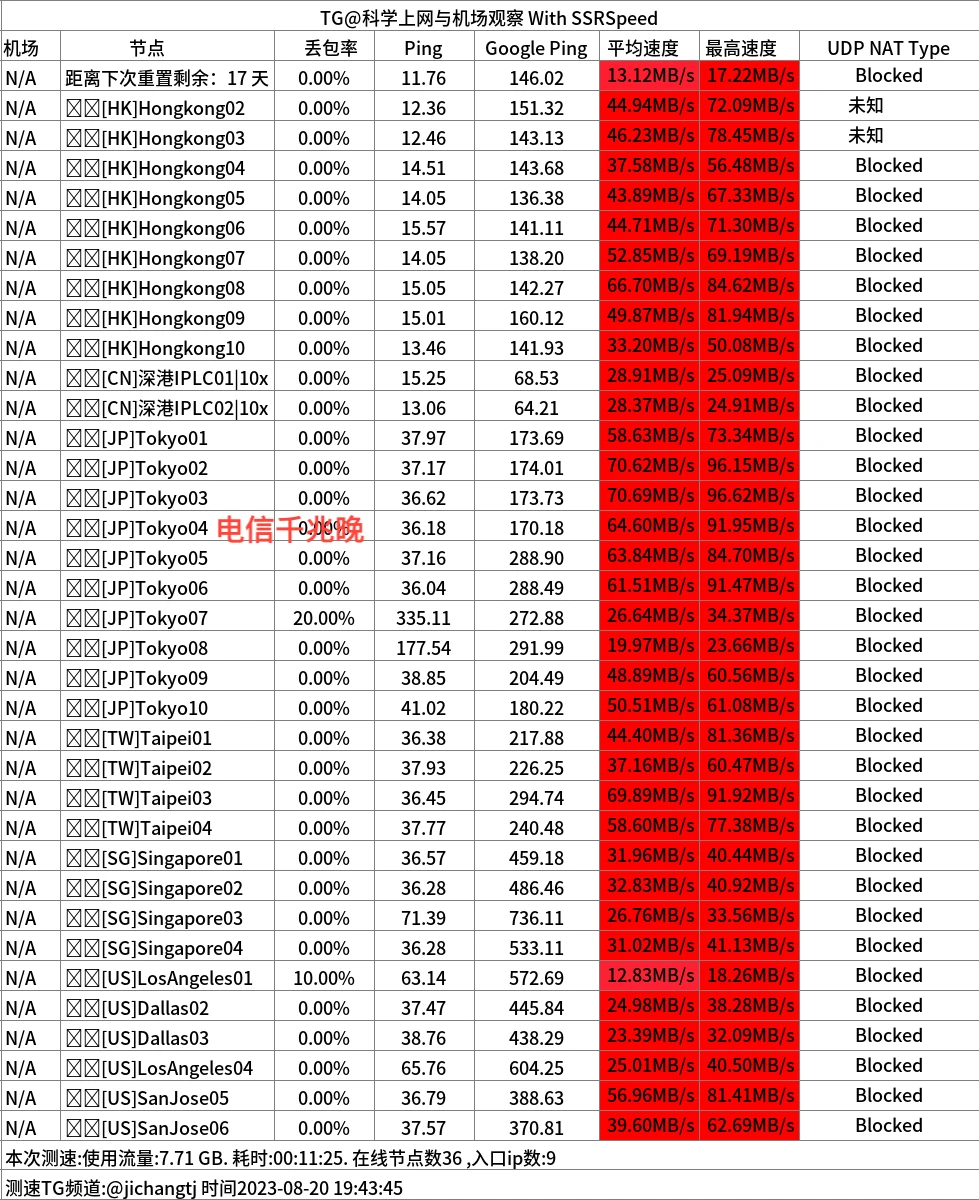 TG@科学上网与机场观察 With SSRSpeed
机场 节点 丢包率 Ping Google Ping 平均速度 最高速度 UDP NAT Type
N/A 距离下次重置剩余：17 天 0.00% 11.76 146.02 13.12MB/s 17.22MB/s Blocked
N/A [HK]Hongkong02 0.00% 12.36 151.32 44.94MB/s 72.09MB/s 未知
N/A [HK]Hongkong03 0.00% 12.46 143.13 46.23MB/s 78.45MB/s 未知
N/A [HK]Hongkong04 0.00% 14.51 143.68 37.58MB/s 56.48MB/s Blocked
N/A [HK]Hongkong05 0.00% 14.05 136.38 43.89MB/s 67.33MB/s Blocked
N/A [HK]Hongkong06 0.00% 15.57 141.11 44.71MB/s 71.30MB/s Blocked
N/A [HK]Hongkong07 0.00% 14.05 138.20 52.85MB/s 69.19MB/s Blocked
N/A [HK]Hongkong08 0.00% 15.05 142.27 66.70MB/s 84.62MB/s Blocked
N/A [HK]Hongkong09 0.00% 15.01 160.12 49.87MB/s 81.94MB/s Blocked
N/A [HK]Hongkong10 0.00% 13.46 141.93 33.20MB/s 50.08MB/s Blocked
N/A [CN]深港IPLC01|10x 0.00% 15.25 68.53 28.91MB/s 25.09MB/s Blocked
N/A [CN]深港IPLC02|10x 0.00% 13.06 64.21 28.37MB/s 24.91MB/s Blocked
N/A [JP]Tokyo01 0.00% 37.97 173.69 58.63MB/s 73.34MB/s Blocked
N/A [JP]Tokyo02 0.00% 37.17 174.01 70.62MB/s 96.15MB/s Blocked
N/A [JP]Tokyo03 0.00% 36.62 173.73 70.69MB/s 96.62MB/s Blocked
N/A [JP]Tokyo04 0.00% 36.18 170.18 64.60MB/s 91.95MB/s Blocked
电信千兆晚
N/A [JP]Tokyo05 0.00% 37.16 288.90 63.84MB/s 84.70MB/s Blocked
N/A [JP]Tokyo06 0.00% 36.04 288.49 61.51MB/s 91.47MB/s Blocked
N/A [JP]Tokyo07 20.00% 335.11 272.88 26.64MB/s 34.37MB/s Blocked
N/A [JP]Tokyo08 0.00% 177.54 291.99 19.97MB/s 23.66MB/s Blocked
N/A [JP]Tokyo09 0.00% 38.85 204.49 48.89MB/s 60.56MB/s Blocked
N/A [JP]Tokyo10 0.00% 41.02 180.22 50.51MB/s 61.08MB/s Blocked
N/A [TW]Taipei01 0.00% 36.38 217.88 44.40MB/s 81.36MB/s Blocked
N/A [TW]Taipei02 0.00% 37.93 226.25 37.16MB/s 60.47MB/s Blocked
N/A [TW]Taipei03 0.00% 36.45 294.74 69.89MB/s 91.92MB/s Blocked
N/A [TW]Taipei04 0.00% 37.77 240.48 58.60MB/s 77.38MB/s Blocked
N/A [SG]Singapore01 0.00% 36.57 459.18 31.96MB/s 40.44MB/s Blocked
N/A [SG]Singapore02 0.00% 36.28 486.46 32.83MB/s 40.92MB/s Blocked
N/A [SG]Singapore03 0.00% 71.39 736.11 26.76MB/s 33.56MB/s Blocked
N/A [SG]Singapore04 0.00% 36.28 533.11 31.02MB/s 41.13MB/s Blocked
N/A [US]LosAngeles01 10.00% 63.14 572.69 12.83MB/s 18.26MB/s Blocked
N/A [US]Dallas02 0.00% 37.47 445.84 24.98MB/s 38.28MB/s Blocked
N/A [US]Dallas03 0.00% 38.76 438.29 23.39MB/s 32.09MB/s Blocked
N/A [US]LosAngeles04 0.00% 65.76 604.25 25.01MB/s 40.50MB/s Blocked
N/A [US]SanJose05 0.00% 36.79 388.63 56.96MB/s 81.41MB/s Blocked
N/A [US]SanJose06 0.00% 37.57 370.81 39.60MB/s 62.69MB/s Blocked
本次测速:使用流量:7.71 GB. 耗时:00:11:25. 在线节点数36 ,入口ip数:9
测速TG频道:@jichangtj 时间2023-08-20 19:43:45